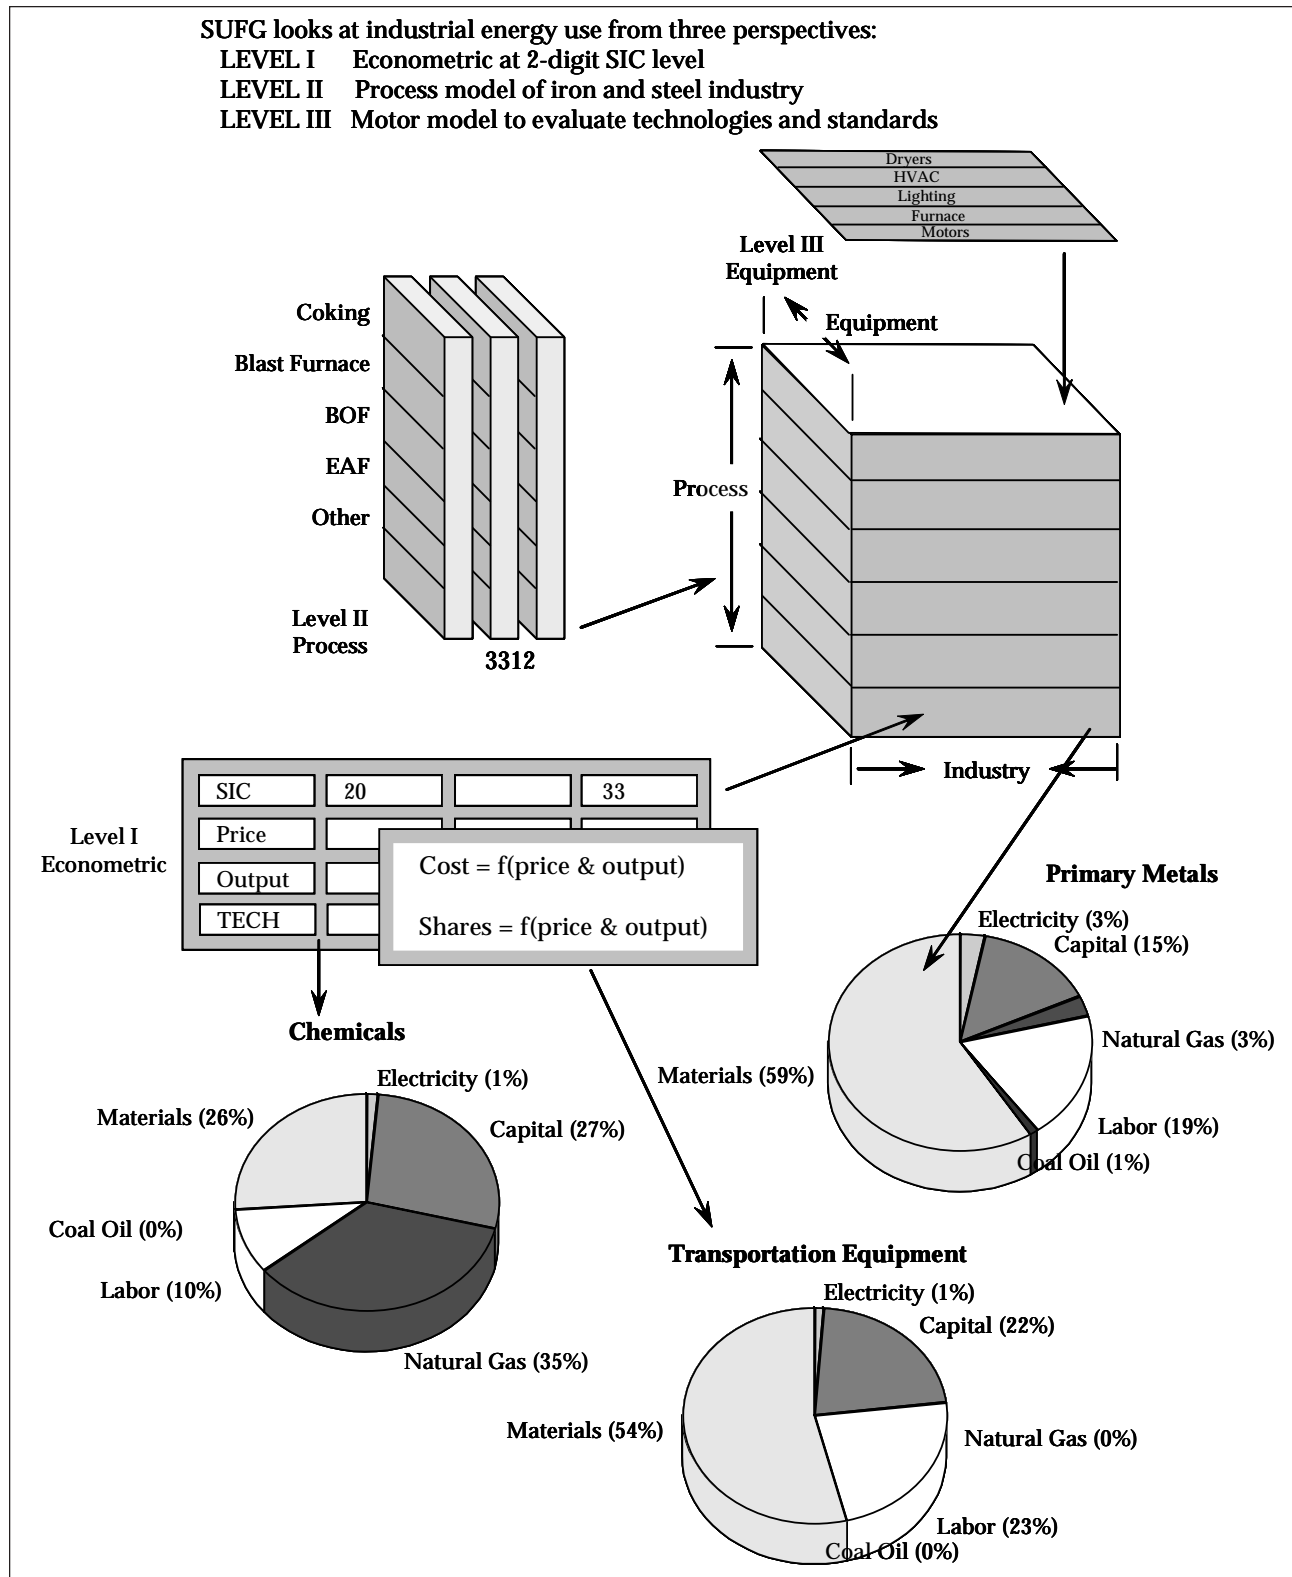 SUFG looks at industrial energy use from three perspectives:
LEVEL I Econometric at 2-digit SIC level
LEVEL II Process model of iron and steel industry
LEVEL III Motor model to evaluate technologies and standards
Dryers
HVAC
Lighting
Furnace
Motors
Level III
Equipment
Equipment
Coking
Blast Furnace
BOF
EAF
Other
Level II
Process
3312
Process
Industry
Level I
Econometric
SIC 20 33
Price
Output
TECH
Cost = f(price & output)
Shares = f(price & output)
Primary Metals
Electricity (3%)
Capital (15%)
Natural Gas (3%)
Labor (19%)
Coal Oil (1%)
Materials (59%)
Chemicals
Electricity (1%)
Materials (26%)
Capital (27%)
Coal Oil (0%)
Labor (10%)
Natural Gas (35%)
Transportation Equipment
Electricity (1%)
Capital (22%)
Materials (54%)
Natural Gas (0%)
Labor (23%)
Coal Oil (0%)